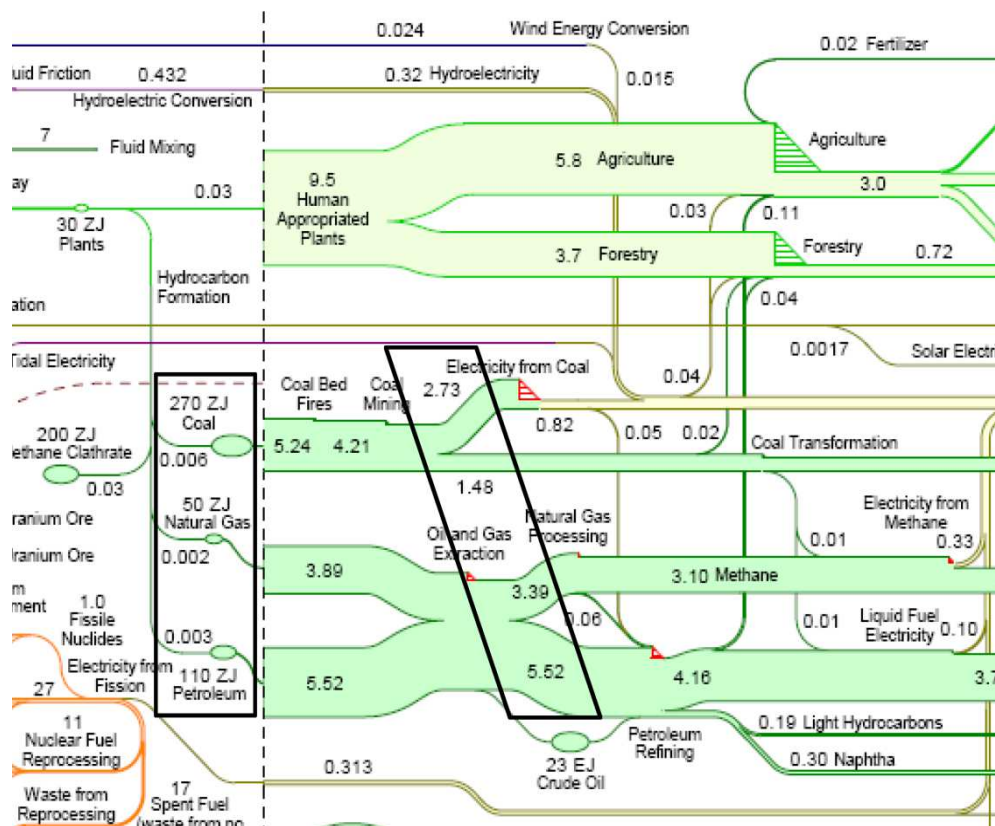 0.024
Wind Energy Conversion
0.02 Fertilizer
uid Friction
0.432
0.32 Hydroelectricity
0.015
Hydroelectric Conversion
7
Fluid Mixing
Agriculture
5.8 Agriculture
ay
0.03
9.5
Human
Appropriated
Plants
3.0
30 ZJ
Plants
0.03
0.11
Forestry
0.72
3.7 Forestry
Hydrocarbon
Formation
0.04
ation
0.0017
Solar Electr
Tidal Electricity
Electricity from Coal
Coal Bed
Fires
Coal
Mining
2.73
0.04
270 ZJ
Coal
0.82
0.05
0.02
Coal Transformation
200 ZJ
ethane Clathrate
0.006
5.24
4.21
0.03
1.48
50 ZJ
Natural Gas
Electricity from
Methane
ranium Ore
Oil and Gas
Extraction
Natural Gas
Processing
0.01
0.33
Jranium Ore
0.002
3.89
3.39
3.10 Methane
m
ment
1.0
Fissile
Nuclides
0.06
0.01
Liquid Fuel
Electricity
0.10
0.003
Electricity from
Fission
110 ZJ
Petroleum
27
5.52
5.52
4.16
3.7
11
Nuclear Fuel
Reprocessing
0.19 Light Hydrocarbons
Petroleum
Refining
0.30 Naphtha
23 EJ
Crude Oil
0.313
Waste from
Reprocessing
17
Spent Fuel
(waste from no